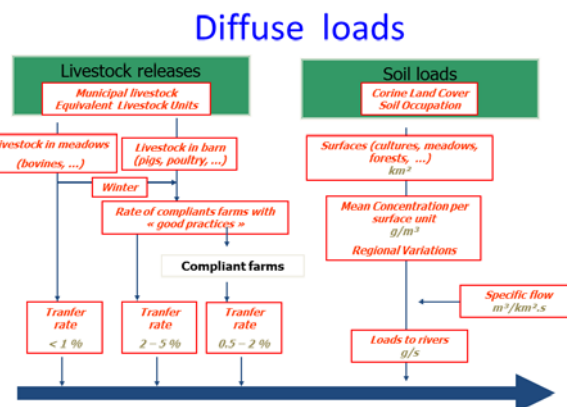 Diffuse loads
Livestock releases
Municipal livestock
Equivalent Livestock Units
ivestock in meadows
(bovines, ...)
Livestock in barn
(pigs, poultry, ...)
Winter
Rate of compliants farms with
« good practices »
Compliant farms
Tranfer
rate
< 1 %
Tranfer
rate
2 – 5 %
Tranfer
rate
0.5 – 2 %
Soil loads
Corine Land Cover
Soil Occupation
Surfaces (cultures, meadows,
forests, ...)
km²
Mean Concentration per
surface unit
g/m³
Regional Variations
Specific flow
m³/km².s
Loads to rivers
g/s